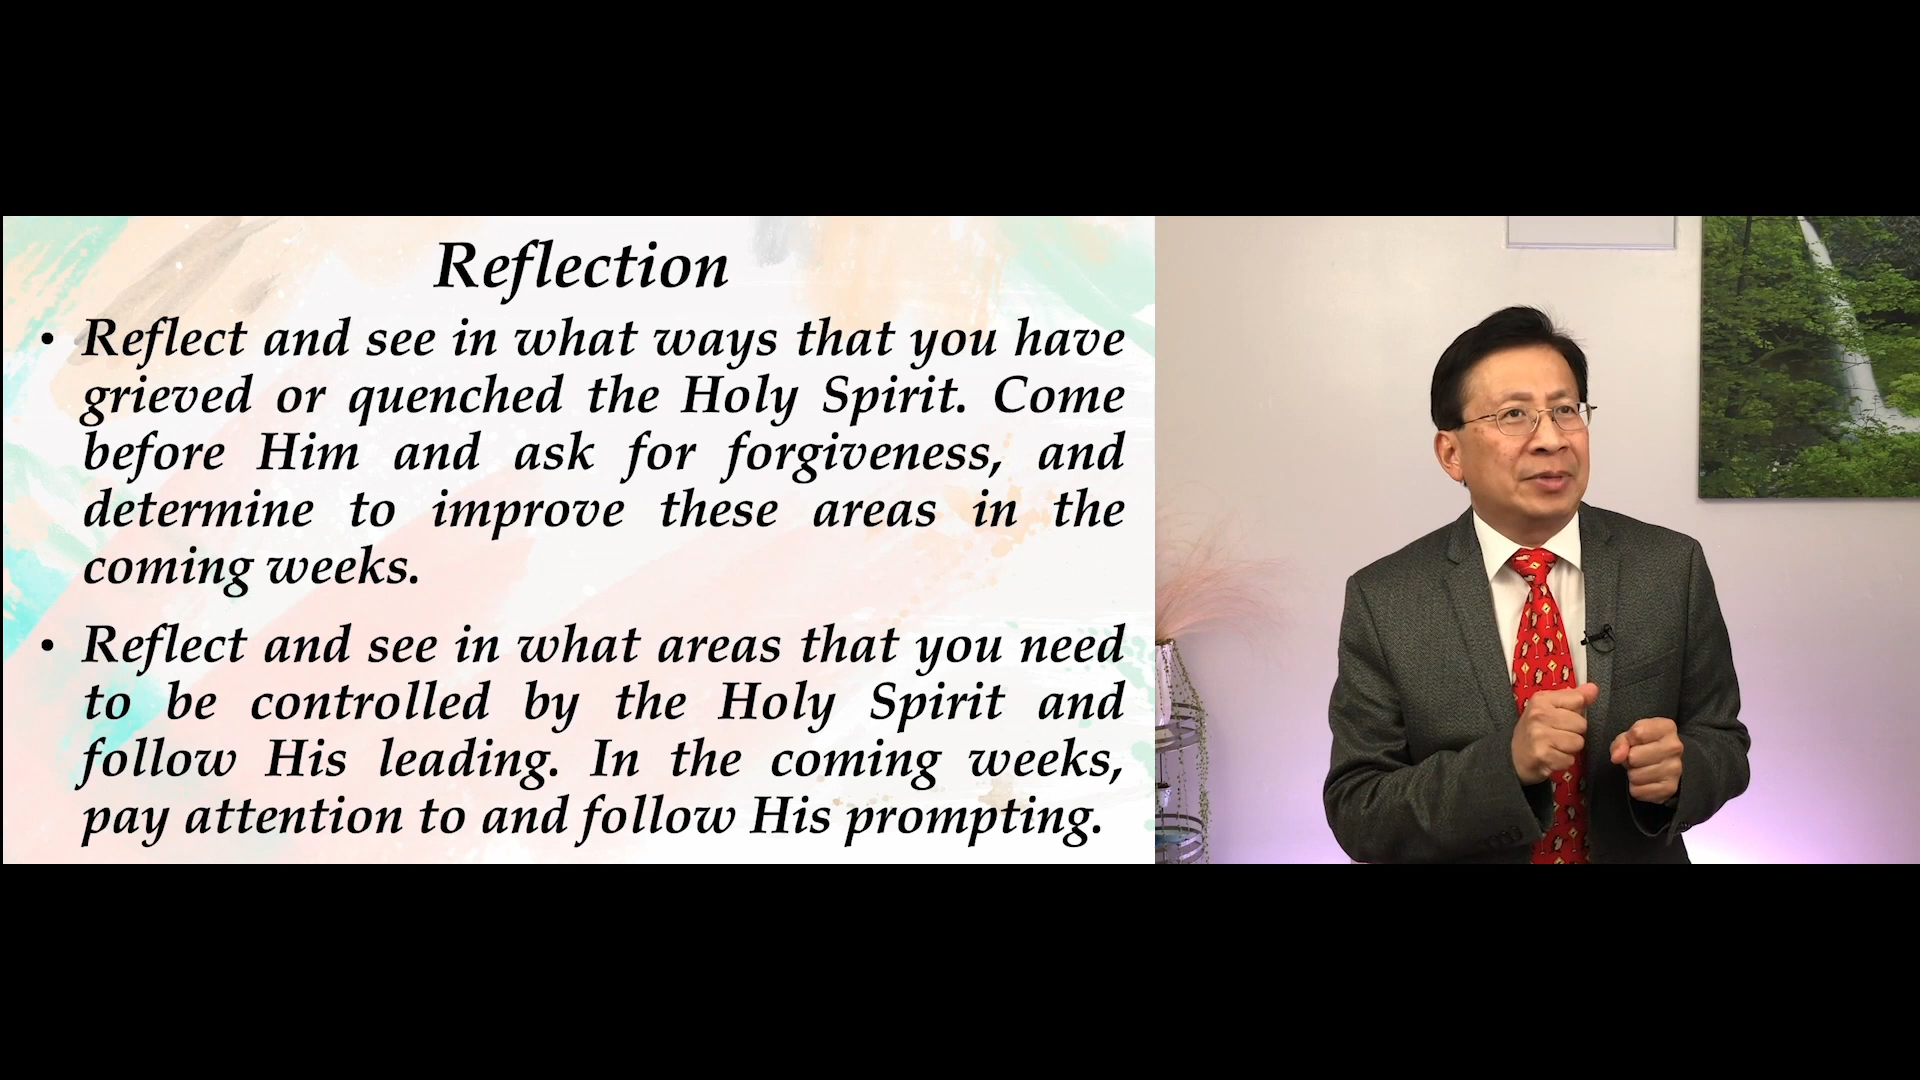 Reflection
• Reflect and see in what ways that you have
grieved or quenched the Holy Spirit. Come
before Him and ask for forgiveness, and
determine to improve these areas in the
coming weeks.
• Reflect and see in what areas that you need
to be controlled by the Holy Spirit and
follow His leading. In the coming weeks,
pay attention to and follow His prompting.